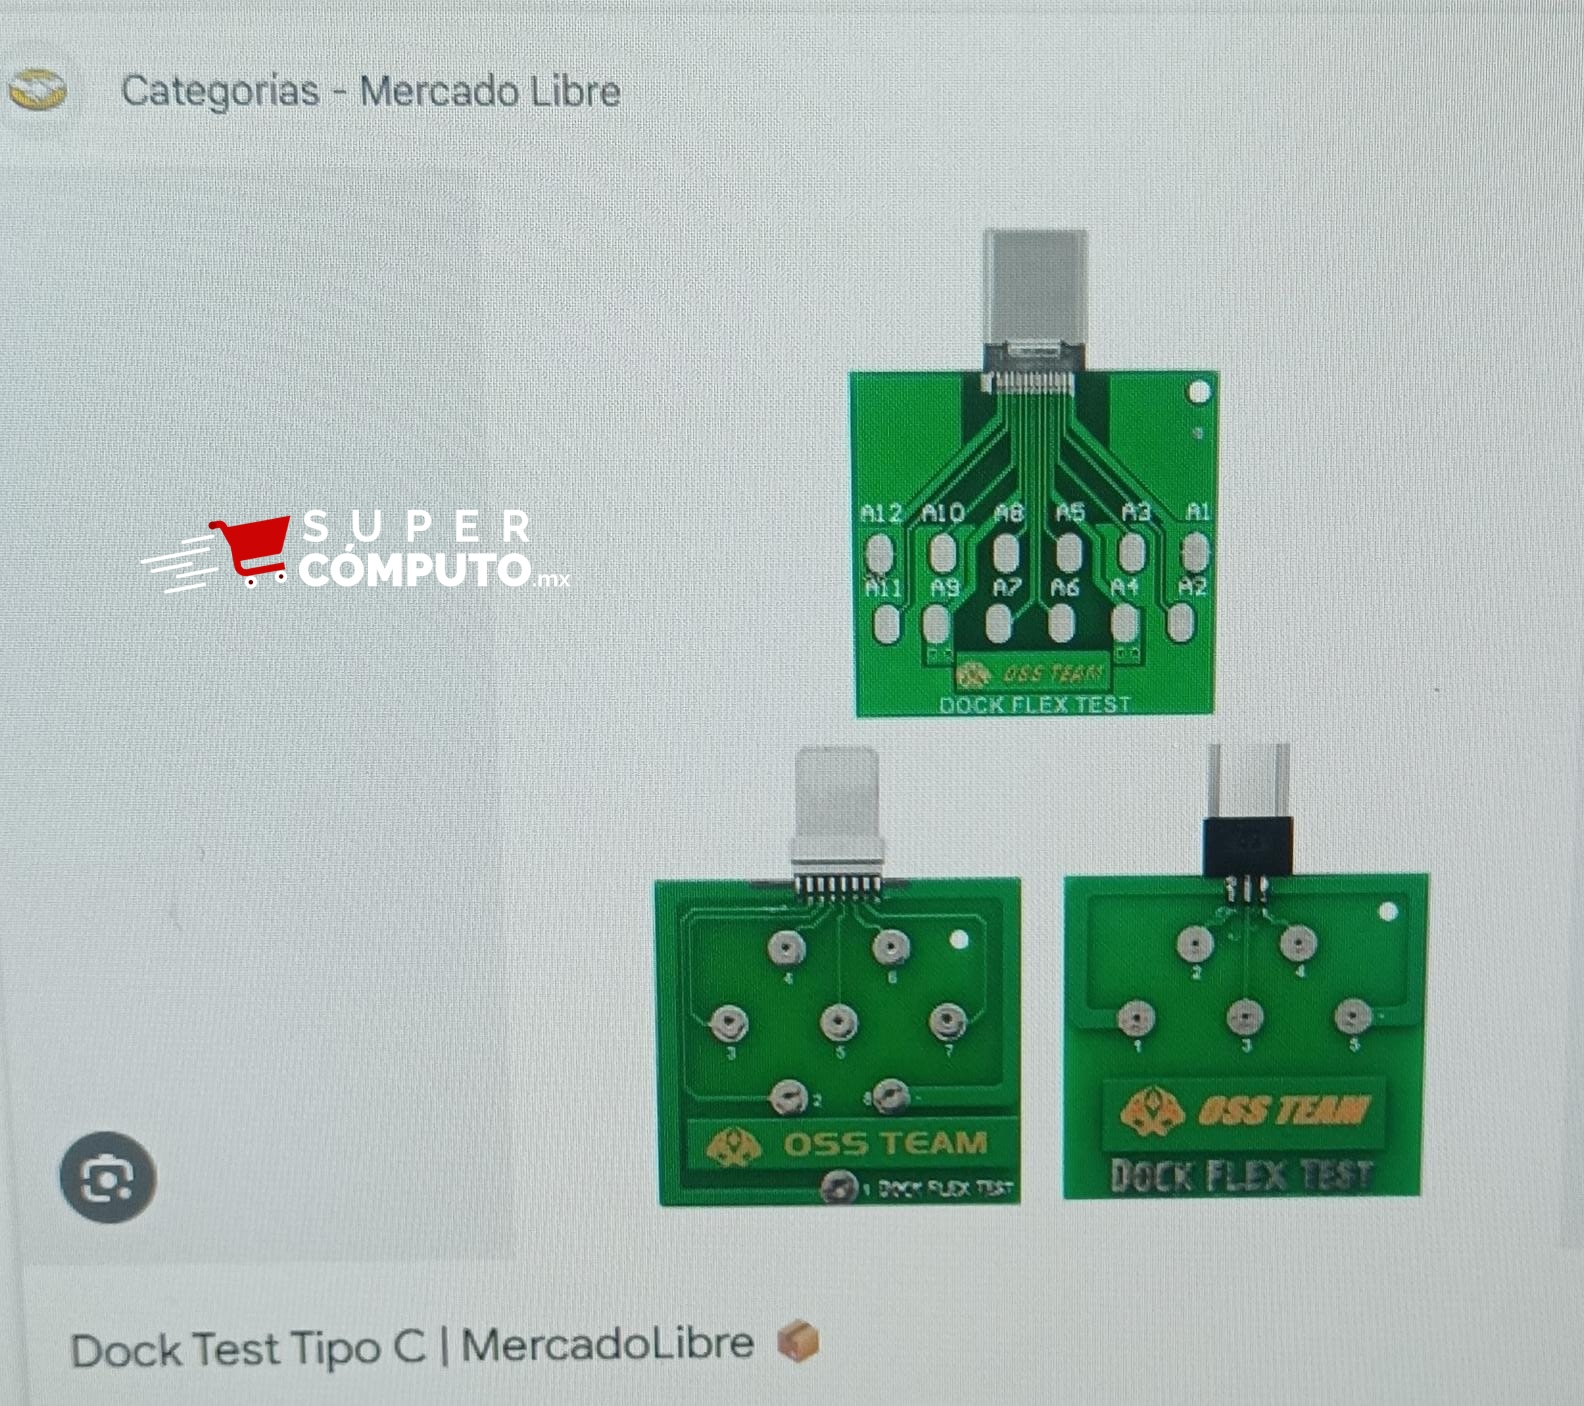 Categorías - Mercado Libre
SUPER
CÓMPUTO.mx
A12 A10 A8 A5 A3 A1
A11 A9 A7 A6 A4 A2
OSS TEAM
DOCK FLEX TEST
4 6
3 5 7
2 8
OSS TEAM
1 DOCK FLEX TEST
2 4
1 3 5
OSS TEAM
DOCK FLEX TEST
Dock Test Tipo C | MercadoLibre